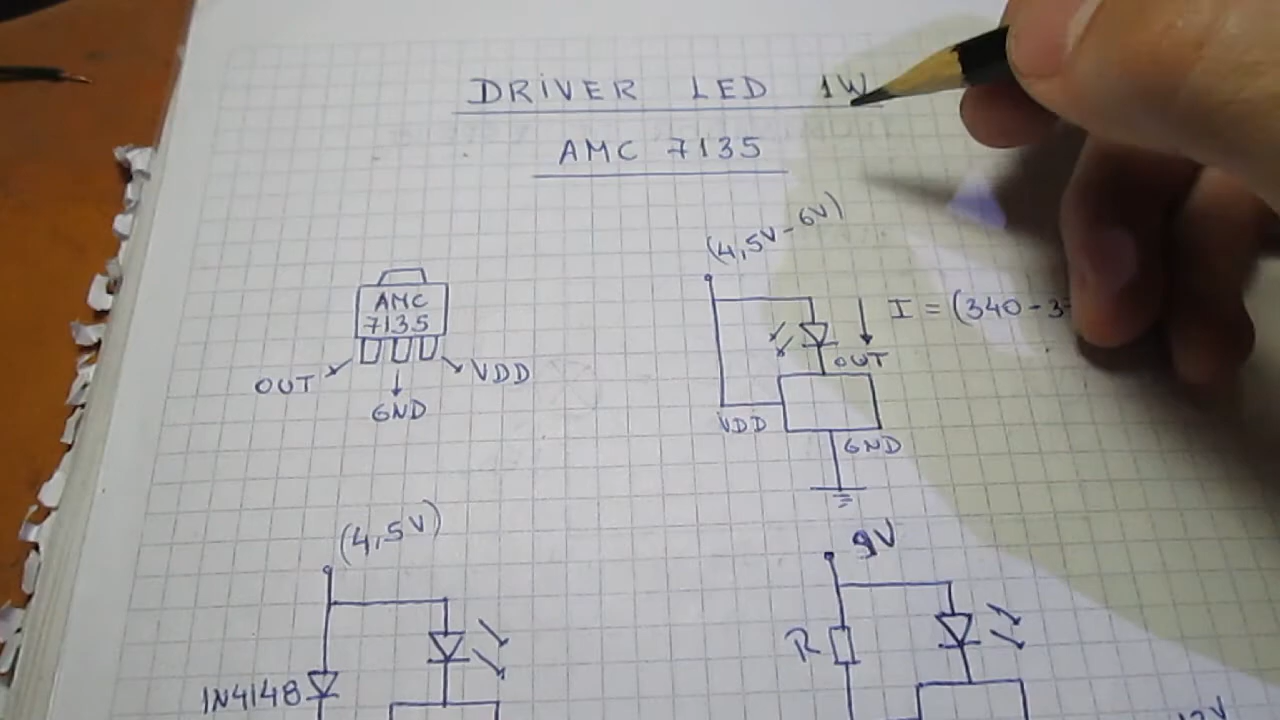 DRIVER LED 1W
AMC 7135
(4,5V-6V)
AMC
7135
OUT
GND
VDD
I = (340-3
OUT
VDD
GND
(4,5V)
1N4148
9V
R